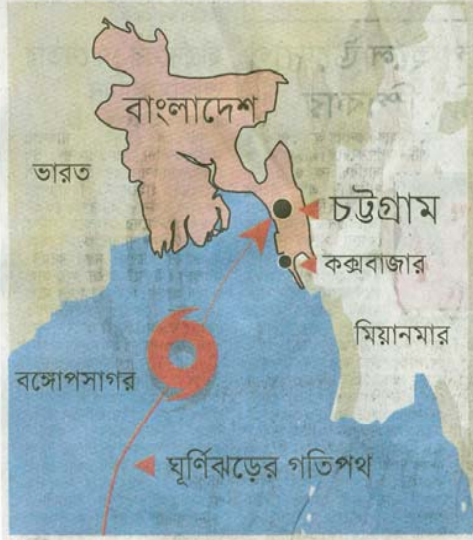 বাংলাদেশ
ভারত
চট্টগ্রাম
কক্সবাজার
মিয়ানমার
বঙ্গোপসাগর
ঘূর্ণিঝড়ের গতিপথ